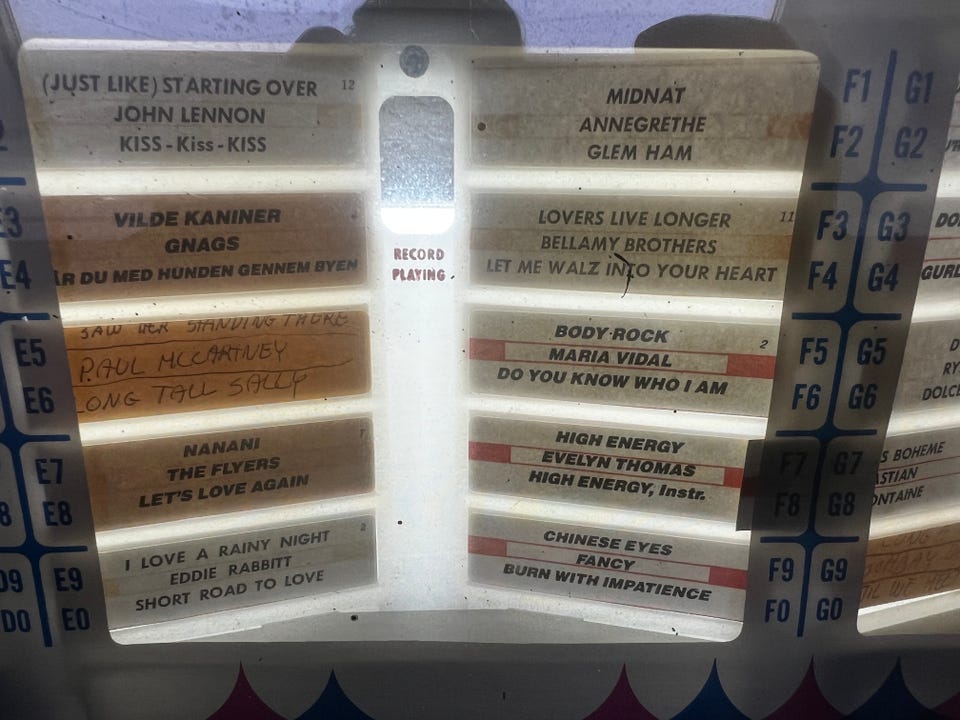 (JUST LIKE) STARTING OVER 12
JOHN LENNON
KISS - Kiss - KISS
VILDE KANINER
GNAGS
ÅR DU MED HUNDEN GENNEM BYEN
SAW HER STANDING THERE
PAUL MCCARTNEY
LONG TALL SALLY
NANANI
THE FLYERS
LET'S LOVE AGAIN
I LOVE A RAINY NIGHT
EDDIE RABBITT
SHORT ROAD TO LOVE
E3
E4
E5
E6
E7
E8
D9 E9
D0 E0
RECORD
PLAYING
MIDNAT
ANNEGRETHE
GLEM HAM
LOVERS LIVE LONGER 11
BELLAMY BROTHERS
LET ME WALZ INTO YOUR HEART
BODY ROCK 2
MARIA VIDAL
DO YOU KNOW WHO I AM
HIGH ENERGY
EVELYN THOMAS
HIGH ENERGY, Instr.
CHINESE EYES
FANCY
BURN WITH IMPATIENCE
F1 G1
F2 G2
F3 G3
F4 G4
F5 G5
F6 G6
F7 G7
F8 G8
F9 G9
F0 G0
BOHEME